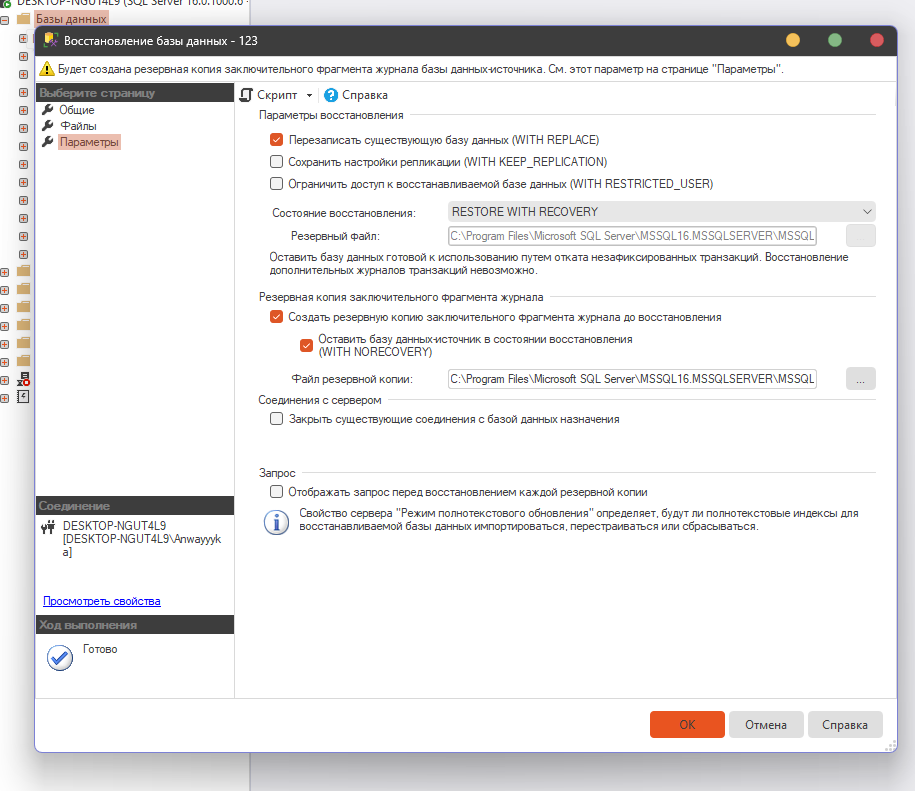 DESKTOP-NGUT4L9 (SQL Server 16.0.1000.6 -
Базы данных
Восстановление базы данных - 123
Будет создана резервная копия заключительного фрагмента журнала базы данных-источника. См. этот параметр на странице "Параметры".
Выберите страницу
Общие
Файлы
Параметры
Скрипт
Справка
Параметры восстановления
Перезаписать существующую базу данных (WITH REPLACE)
Сохранить настройки репликации (WITH KEEP_REPLICATION)
Ограничить доступ к восстанавливаемой базе данных (WITH RESTRICTED_USER)
Состояние восстановления:
RESTORE WITH RECOVERY
Резервный файл:
C:\Program Files\Microsoft SQL Server\MSSQL16.MSSQLSERVER\MSSQL
Оставить базу данных готовой к использованию путем отката незафиксированных транзакций. Восстановление
дополнительных журналов транзакций невозможно.
Резервная копия заключительного фрагмента журнала
Создать резервную копию заключительного фрагмента журнала до восстановления
Оставить базу данных-источник в состоянии восстановления
(WITH NORECOVERY)
Файл резервной копии:
C:\Program Files\Microsoft SQL Server\MSSQL16.MSSQLSERVER\MSSQL
...
Соединения с сервером
Закрыть существующие соединения с базой данных назначения
Запрос
Отображать запрос перед восстановлением каждой резервной копии
Свойство сервера "Режим полнотекстового обновления" определяет, будут ли полнотекстовые индексы для
восстанавливаемой базы данных импортироваться, перестраиваться или сбрасываться.
Соединение
DESKTOP-NGUT4L9
[DESKTOP-NGUT4L9\Anwayyyk
a]
Просмотреть свойства
Ход выполнения
Готово
OK
Отмена
Справка